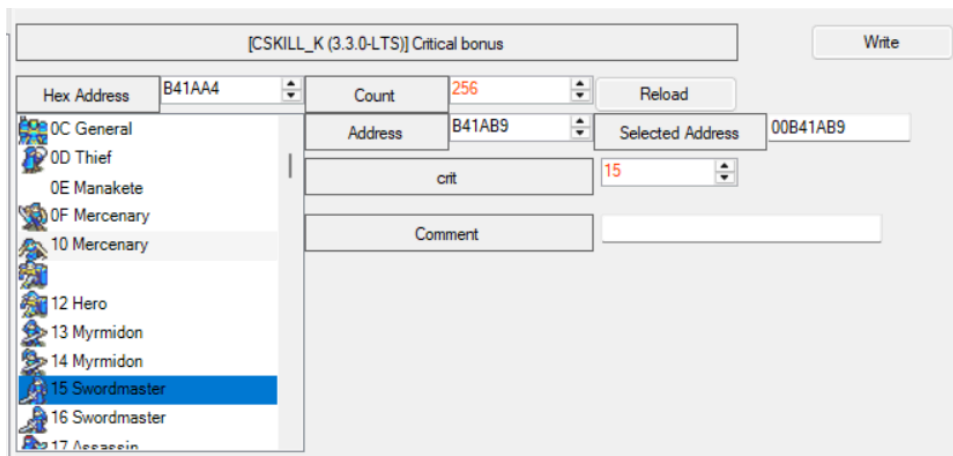 [CSKILL_K (3.3.0-LTS)] Critical bonus
Write
Hex Address
B41AA4
Count
256
Reload
0C General
0D Thief
0E Manakete
0F Mercenary
10 Mercenary
12 Hero
13 Myrmidon
14 Myrmidon
15 Swordmaster
16 Swordmaster
17 Assassin
Address
B41AB9
Selected Address
00B41AB9
crit
15
Comment